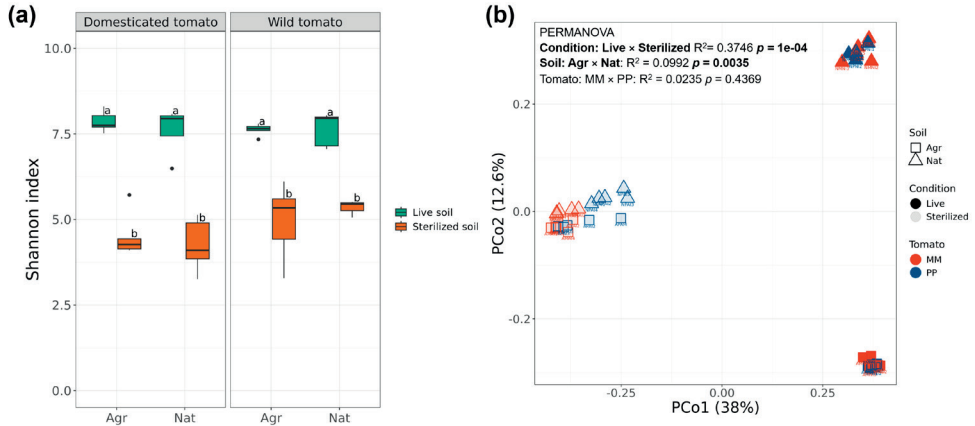 (a)
Domesticated tomato
Wild tomato
Shannon index
10.0
7.5
5.0
2.5
0.0
a
a
b
b
a
a
b
b
Agr
Nat
Agr
Nat
Live soil
Sterilized soil
(b)
PERMANOVA
Condition: Live × Sterilized R²= 0.3746 p = 1e-04
Soil: Agr × Nat: R² = 0.0992 p = 0.0035
Tomato: MM × PP: R² = 0.0235 p = 0.4369
PCo2 (12.6%)
0.2
0.0
-0.2
-0.25
0.00
0.25
PCo1 (38%)
Soil
Agr
Nat
Condition
Live
Sterilized
Tomato
MM
PP